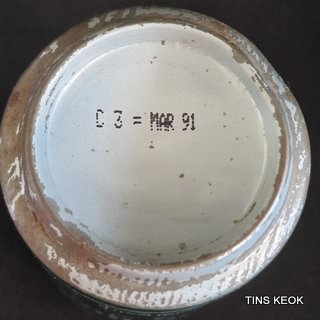 C 3 = MAR 91
TINS KEOK